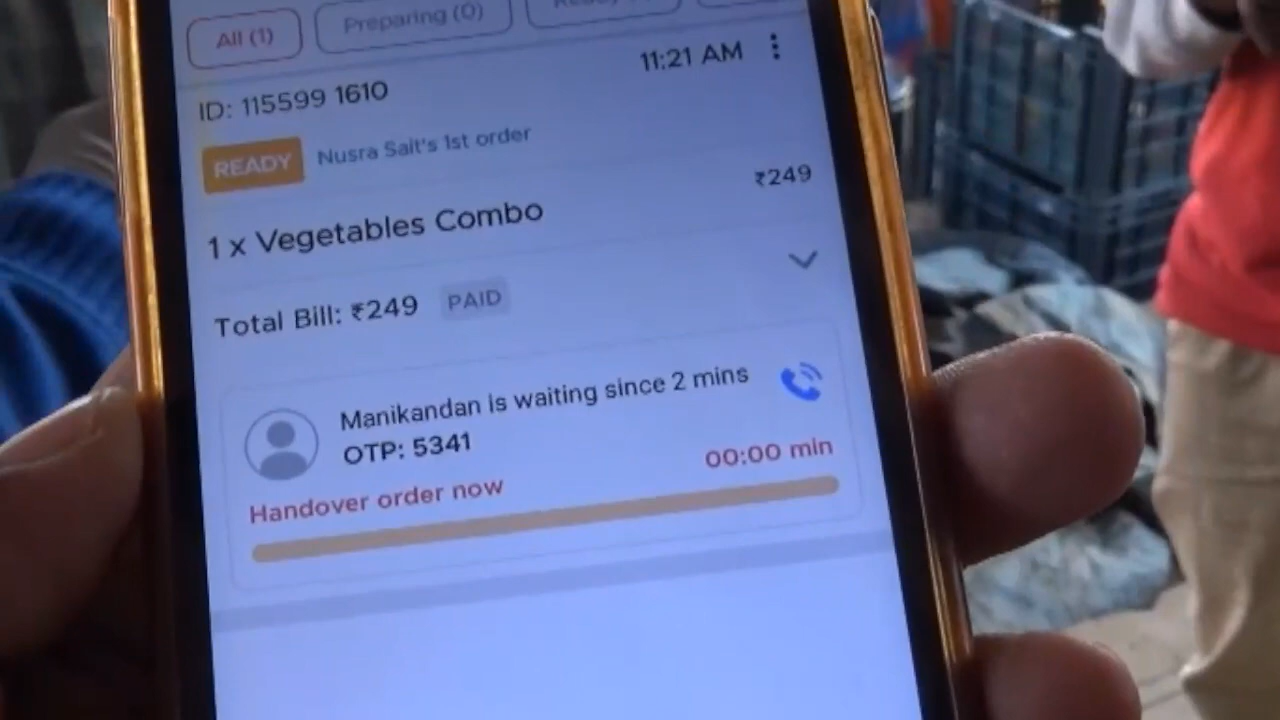 All (1) Preparing (0)
11:21 AM
ID: 115599 1610
READY Nusra Sait's 1st order
₹249
1 x Vegetables Combo
Total Bill: ₹249 PAID
Manikandan is waiting since 2 mins
OTP: 5341
00:00 min
Handover order now